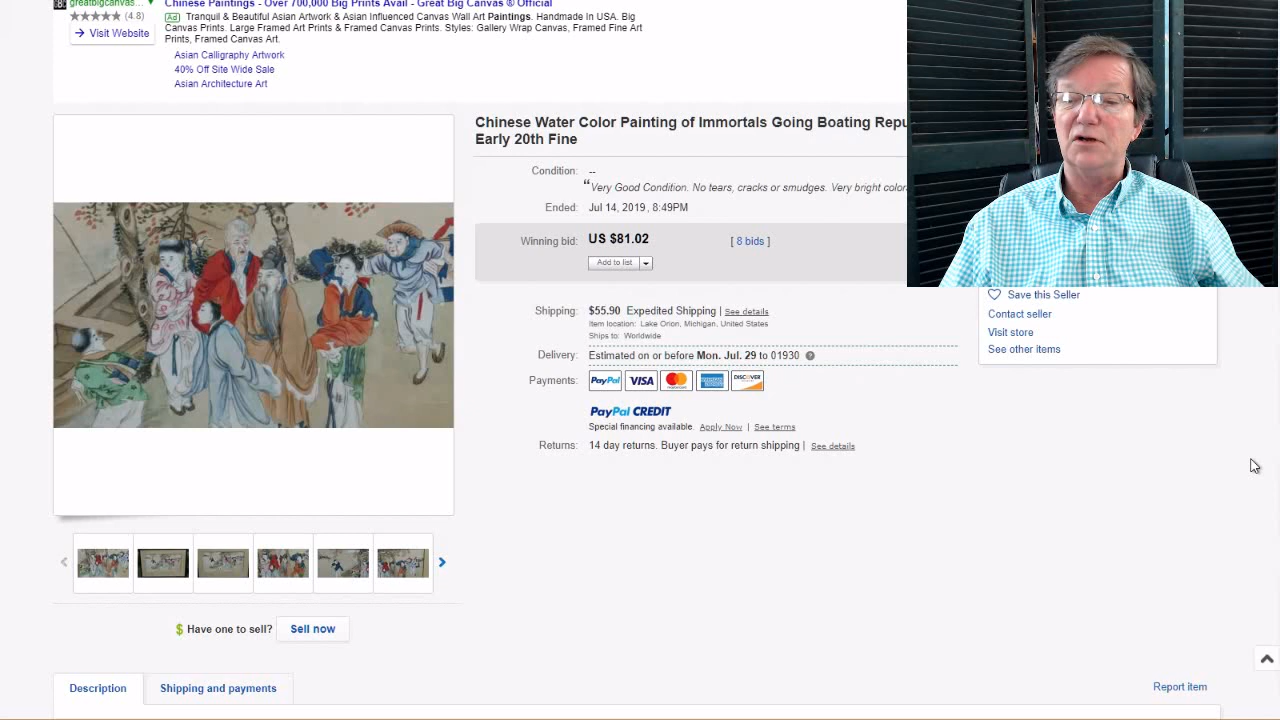 greatbigcanvas...
Chinese Paintings - Over 700,000 Big Prints Avail - Great Big Canvas ® Official
(4.8)
Ad Tranquil & Beautiful Asian Artwork & Asian Influenced Canvas Wall Art Paintings. Handmade In USA. Big
Canvas Prints. Large Framed Art Prints & Framed Canvas Prints. Styles: Gallery Wrap Canvas, Framed Fine Art
Prints, Framed Canvas Art.
Visit Website
Asian Calligraphy Artwork
40% Off Site Wide Sale
Asian Architecture Art
Chinese Water Color Painting of Immortals Going Boating
Early 20th Fine
Condition: --
“Very Good Condition. No tears, cracks or smudges. Very bright
Ended: Jul 14, 2019 , 8:49PM
Winning bid: US $81.02 [ 8 bids ]
Add to list
Shipping: $55.90 Expedited Shipping | See details
Item location: Lake Orion, Michigan, United States
Ships to: Worldwide
Delivery: Estimated on or before Mon. Jul. 29 to 01930
Payments: PayPal VISA MasterCard AMERICAN EXPRESS DISCOVER
PayPal CREDIT
Special financing available. Apply Now | See terms
Returns: 14 day returns. Buyer pays for return shipping | See details
Save this Seller
Contact seller
Visit store
See other items
$ Have one to sell? Sell now
Description Shipping and payments
Report item